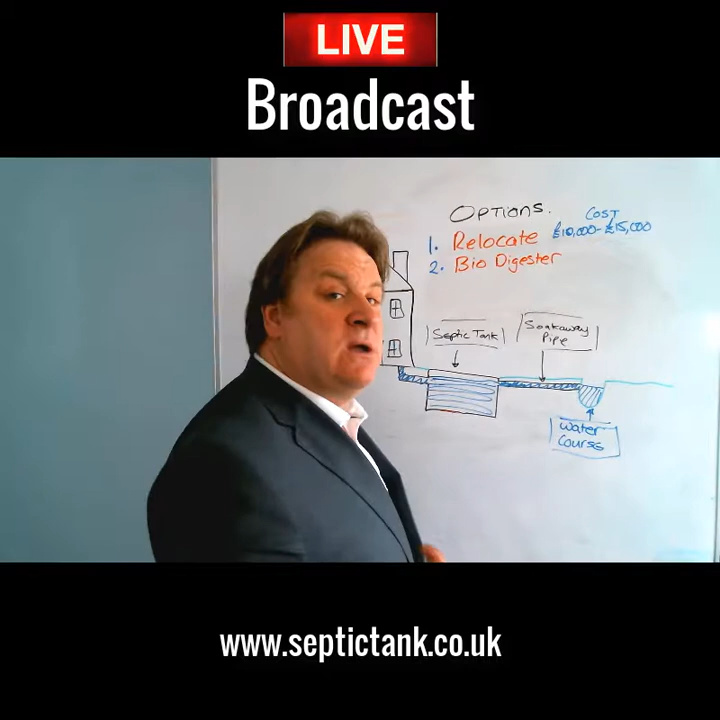 LIVE
Broadcast
OPTIONS.
COST
1. Relocate £10,000-£15,000
2. Bio Digester
Septic Tank
Soakaway
Pipe
Water
Course
www.septictank.co.uk